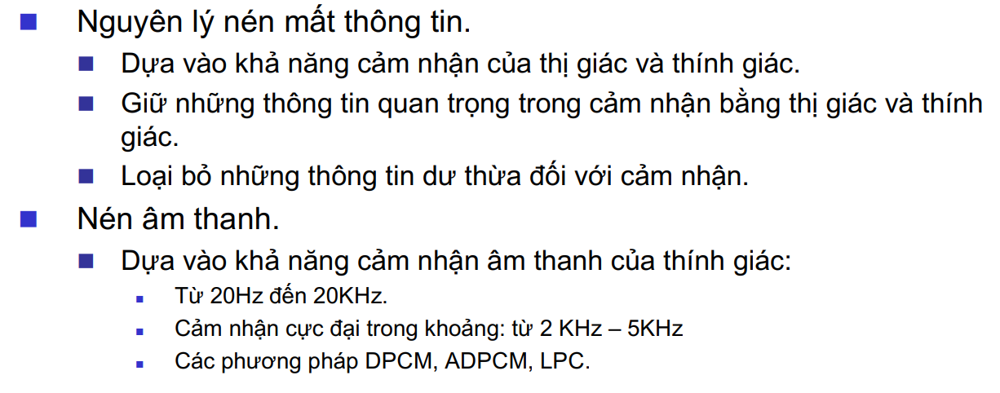 Nguyên lý nén mất thông tin.
Dựa vào khả năng cảm nhận của thị giác và thính giác.
Giữ những thông tin quan trọng trong cảm nhận bằng thị giác và thính
giác.
Loại bỏ những thông tin dư thừa đối với cảm nhận.
Nén âm thanh.
Dựa vào khả năng cảm nhận âm thanh của thính giác:
Từ 20Hz đến 20KHz.
Cảm nhận cực đại trong khoảng: từ 2 KHz – 5KHz
Các phương pháp DPCM, ADPCM, LPC.